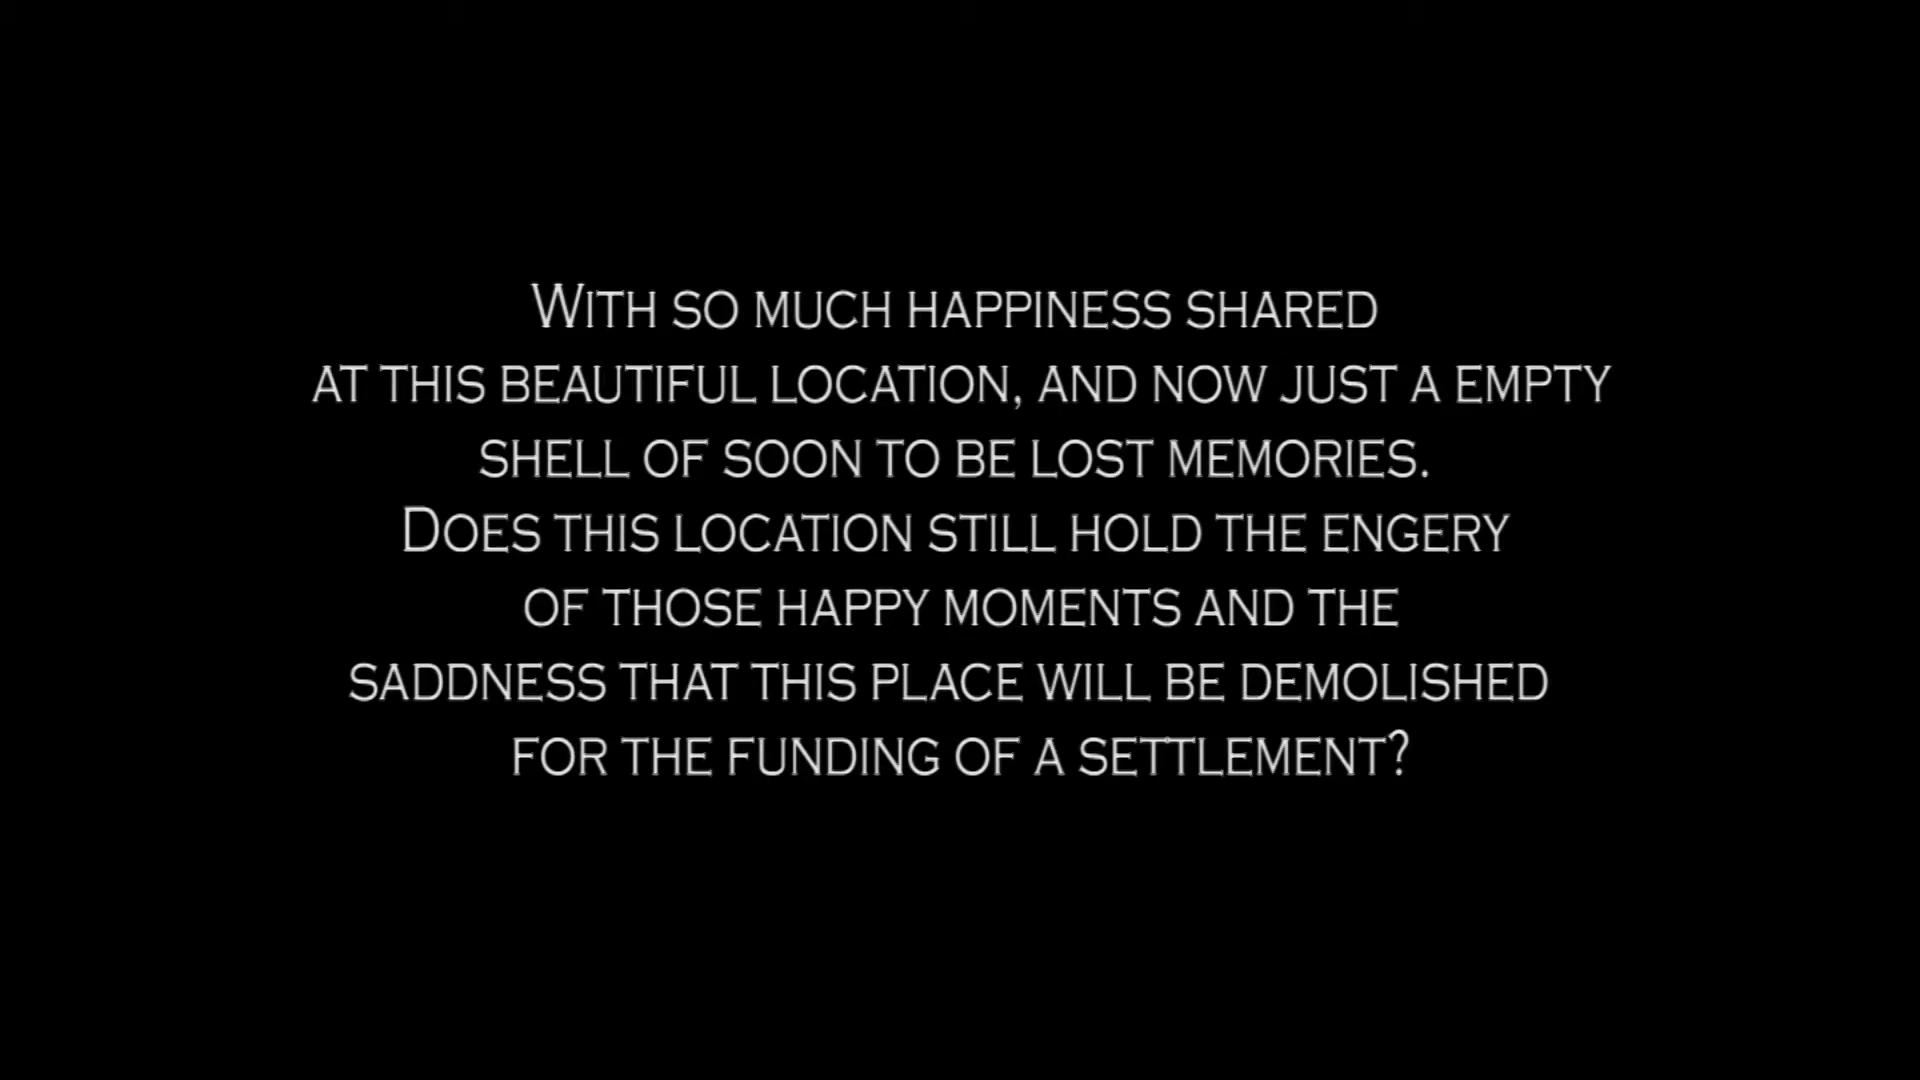 With so much happiness shared
at this beautiful location, and now just a empty
shell of soon to be lost memories.
Does this location still hold the engery
of those happy moments and the
saddness that this place will be demolished
for the funding of a settlement?